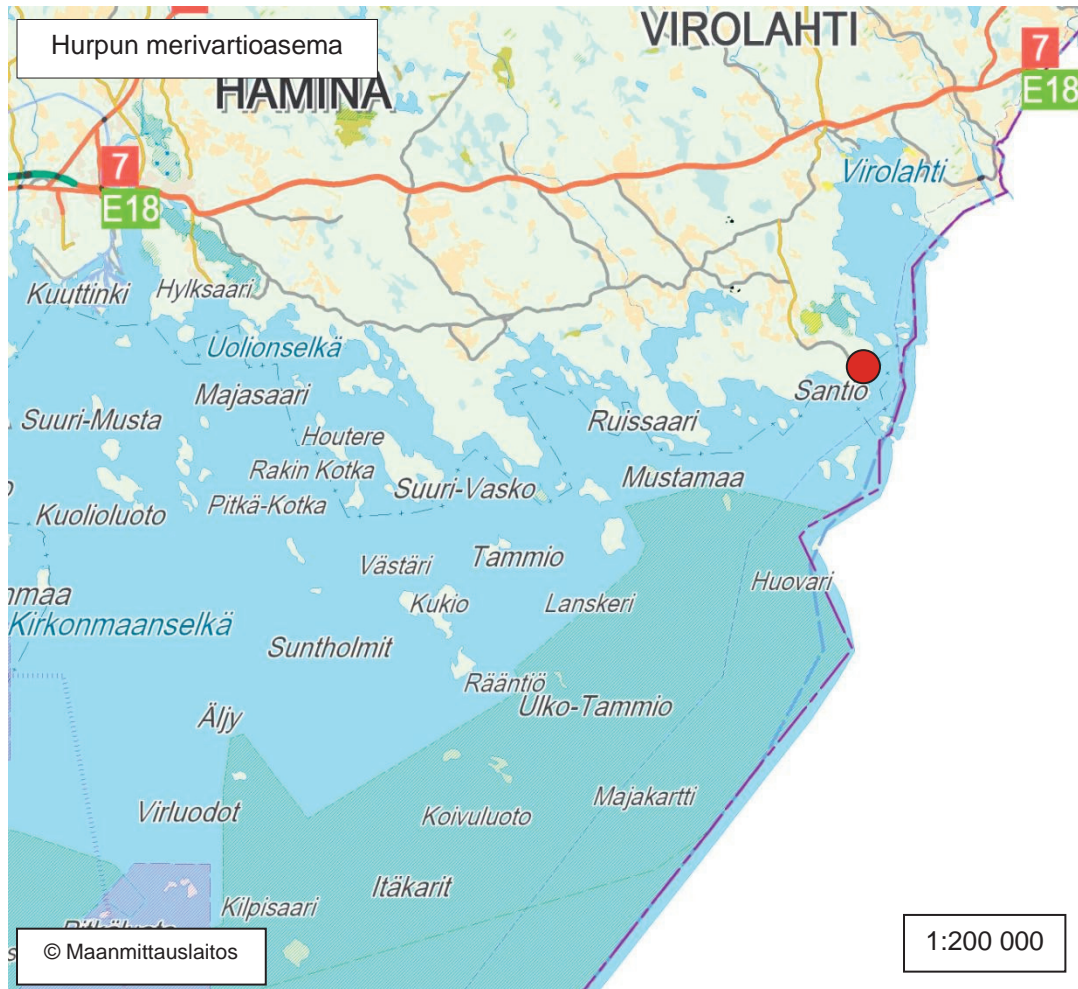 Hurpun merivartioasema
VIROLAHTI
7
E18
HAMINA
7
E18
Virolahti
Kuuttinki
Hylksaari
Uolionselkä
Majasaari
Santio
Suuri-Musta
Houtere
Ruissaari
Rakin Kotka
Mustamaa
Suuri-Vasko
Pitkä-Kotka
Kuolioluoto
Västäri
Tammio
Huovari
nmaa
Kukio
Lanskeri
Kirkonmaanselkä
Suntholmit
Rääntiö
Ulko-Tammio
Äljy
Majakartti
Virluodot
Koivuluoto
Itäkarit
Kilpisaari
© Maanmittauslaitos
1:200 000